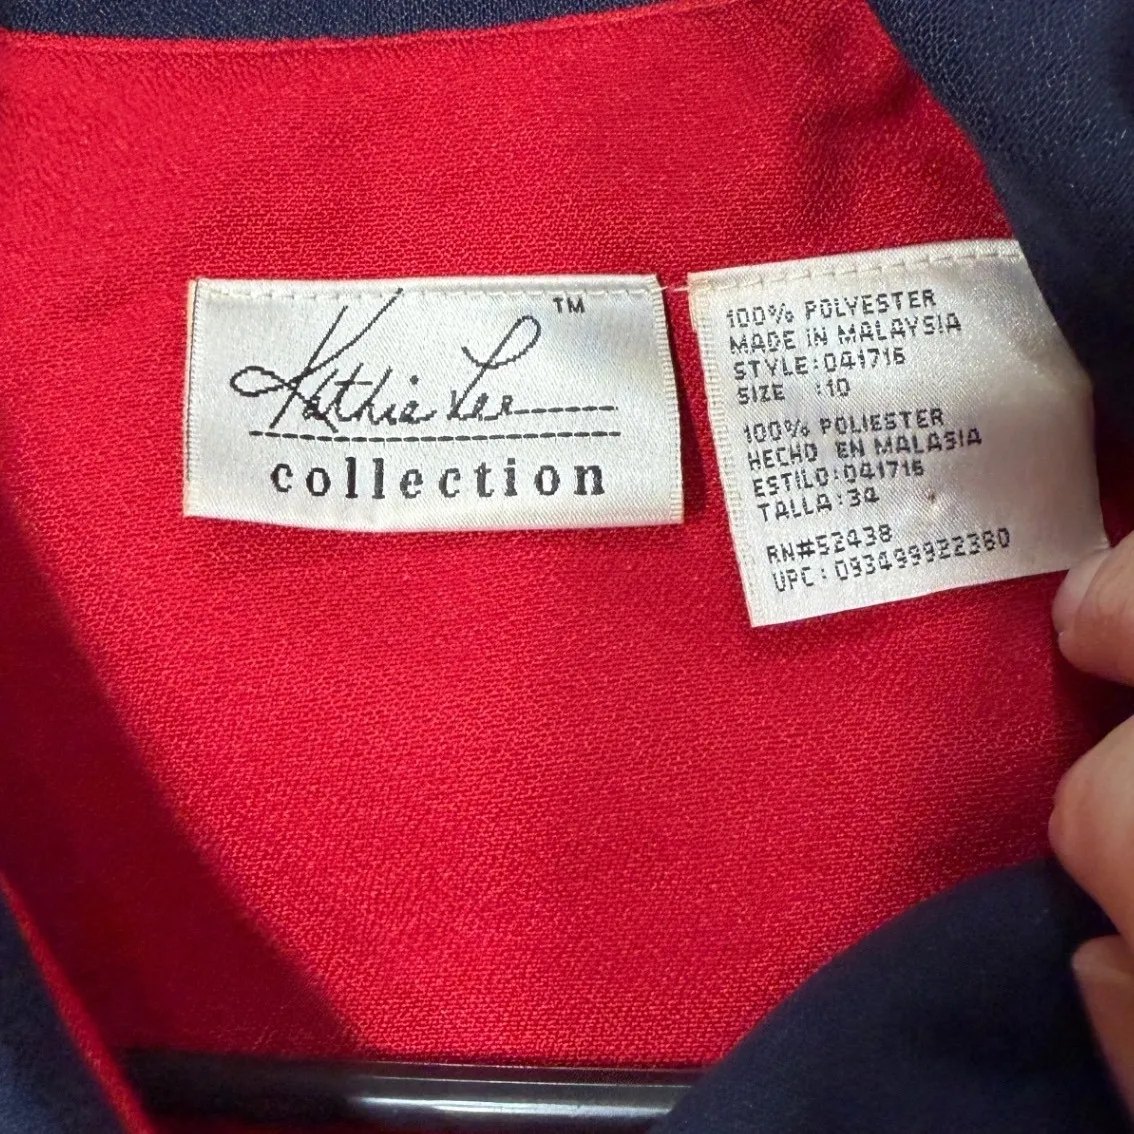 Kathie Lee TM
collection
100% POLYESTER
MADE IN MALAYSIA
STYLE:041716
SIZE :10
100% POLIESTER
HECHO EN MALASIA
ESTILO:041716
TALLA:34
RN#52438
UPC:093499922380